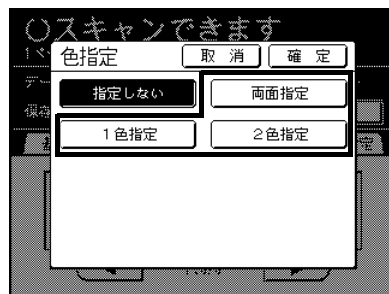 ○スキャンできます
色指定
取 消
確 定
指定しない
両面指定
1色指定
2色指定